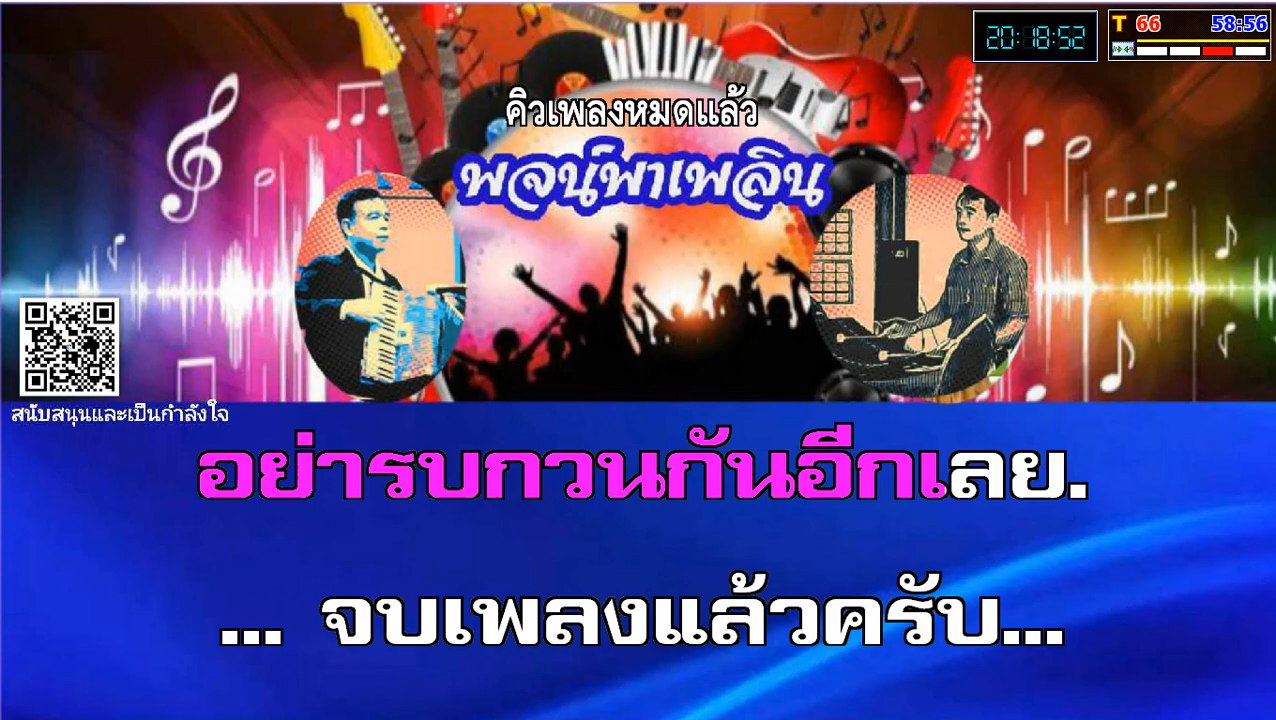 20:18:52
T 66 58:56
คิวเพลงหมดแล้ว
พจน์พาเพลิน
สนับสนุนและเป็นกำลังใจ
อย่ารบกวนกันอีกเลย.
... จบเพลงแล้วครับ...